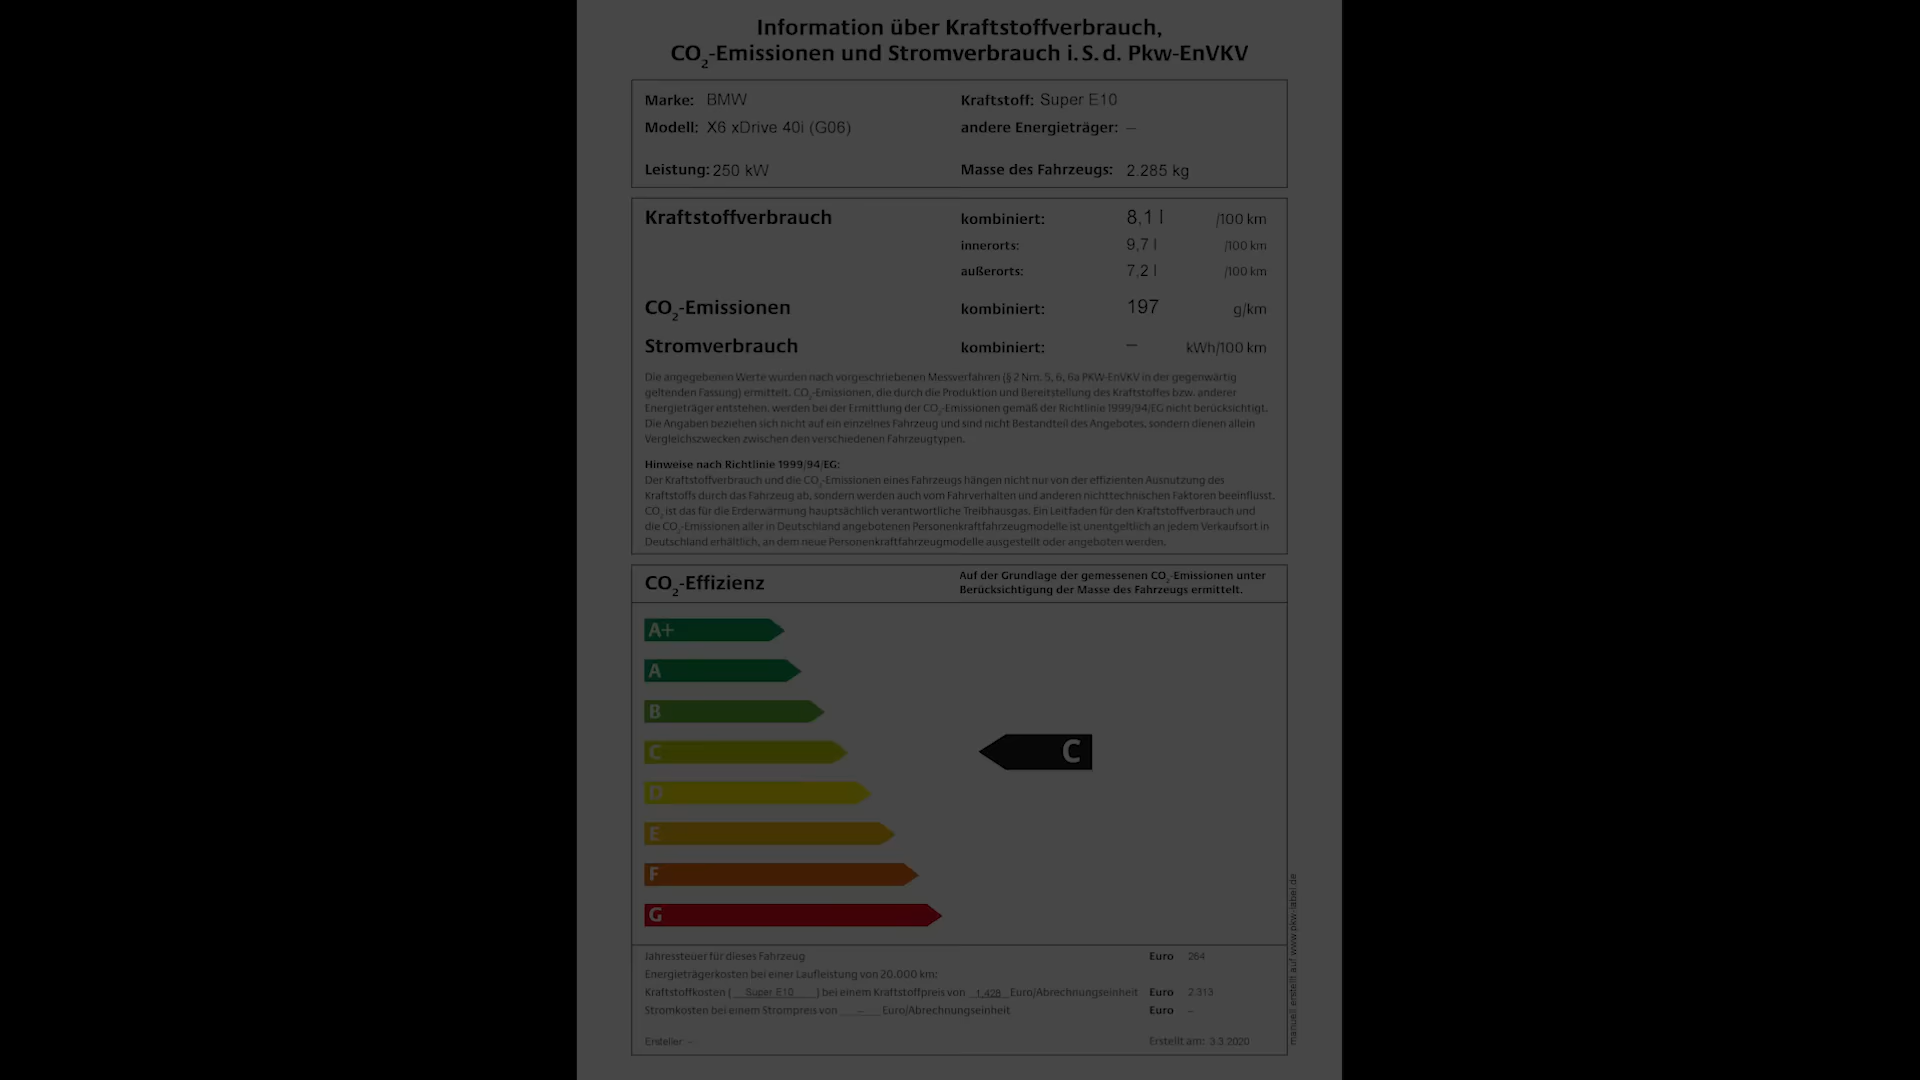 Information über Kraftstoffverbrauch,
CO₂-Emissionen und Stromverbrauch i. S. d. Pkw-EnVKV
Marke: BMW
Kraftstoff: Super E10
Modell: X6 xDrive 40i (G06)
andere Energieträger: –
Leistung: 250 kW
Masse des Fahrzeugs: 2.285 kg
Kraftstoffverbrauch kombiniert: 8,1 l /100 km
innerorts: 9,7 l /100 km
außerorts: 7,2 l /100 km
CO₂-Emissionen kombiniert: 197 g/km
Stromverbrauch kombiniert: – kWh/100 km
Die angegebenen Werte wurden nach vorgeschriebenen Messverfahren (§ 2 Nrn. 5, 6, 6a PKW-EnVKV in der gegenwärtig
geltenden Fassung) ermittelt. CO₂-Emissionen, die durch die Produktion und Bereitstellung des Kraftstoffes bzw. anderer
Energieträger entstehen, werden bei der Ermittlung der CO₂-Emissionen gemäß der Richtlinie 1999/94/EG nicht berücksichtigt.
Die Angaben beziehen sich nicht auf ein einzelnes Fahrzeug und sind nicht Bestandteil des Angebotes, sondern dienen allein
Vergleichszwecken zwischen den verschiedenen Fahrzeugtypen.
Hinweise nach Richtlinie 1999/94/EG:
Der Kraftstoffverbrauch und die CO₂-Emissionen eines Fahrzeugs hängen nicht nur von der effizienten Ausnutzung des
Kraftstoffs durch das Fahrzeug ab, sondern werden auch vom Fahrverhalten und anderen nichttechnischen Faktoren beeinflusst.
CO₂ ist das für die Erderwärmung hauptsächlich verantwortliche Treibhausgas. Ein Leitfaden für den Kraftstoffverbrauch und
die CO₂-Emissionen aller in Deutschland angebotenen Personenkraftfahrzeugmodelle ist unentgeltlich an jedem Verkaufsort in
Deutschland erhältlich, an dem neue Personenkraftfahrzeugmodelle ausgestellt oder angeboten werden.
CO₂-Effizienz
Auf der Grundlage der gemessenen CO₂-Emissionen unter
Berücksichtigung der Masse des Fahrzeugs ermittelt.
A+
A
B
C
C
D
E
F
G
Jahressteuer für dieses Fahrzeug Euro 264
Energieträgerkosten bei einer Laufleistung von 20.000 km:
Kraftstoffkosten ( Super E10 ) bei einem Kraftstoffpreis von 1,428 Euro/Abrechnungseinheit Euro 2.313
Stromkosten bei einem Strompreis von – Euro/Abrechnungseinheit Euro –
Ersteller – Erstellt am: 3.3.2020
manuell erstellt auf www.pkw-label.de